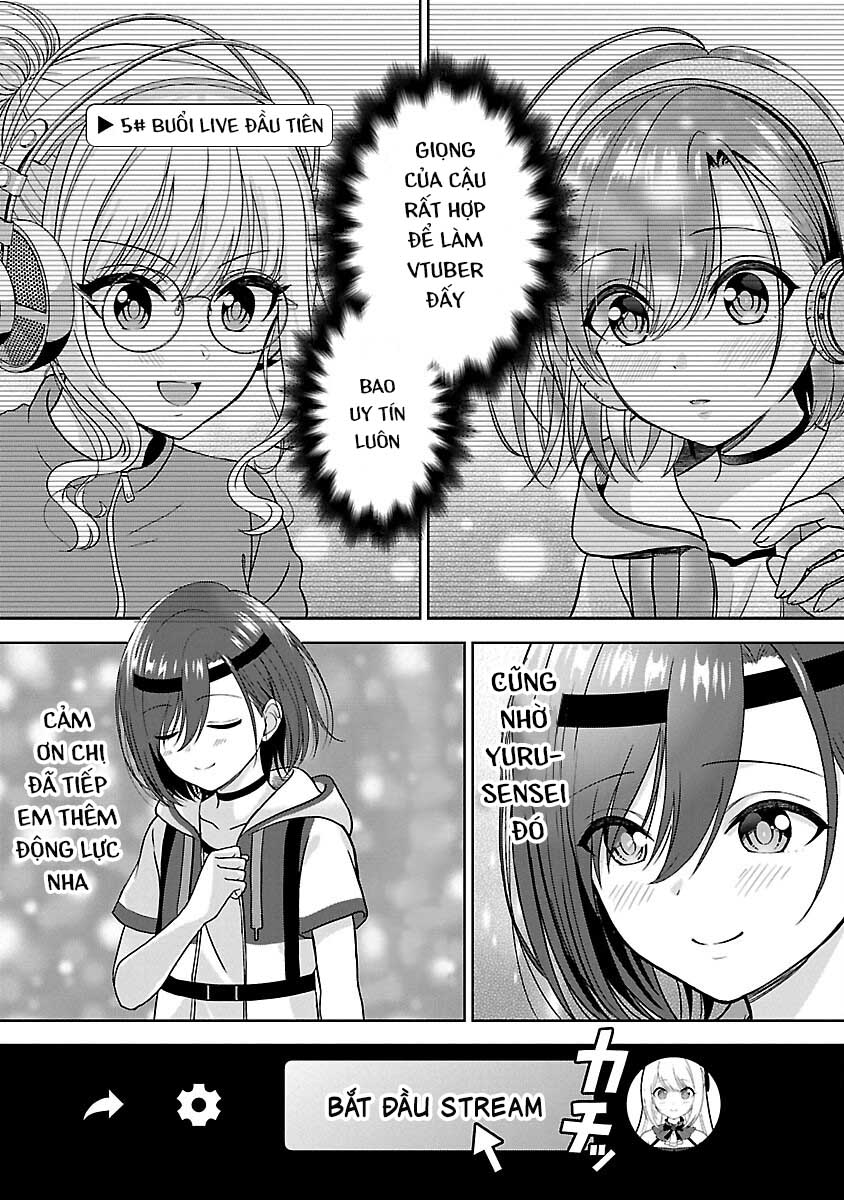 ▶ 5# BUỔI LIVE ĐẦU TIÊN
GIỌNG
CỦA CẬU
RẤT HỢP
ĐỂ LÀM
VTUBER
ĐẤY
BAO
UY TÍN
LUÔN
CŨNG
NHỜ
YURU-
SENSEI
ĐÓ
CẢM
ƠN CHỊ
ĐÃ TIẾP
EM THÊM
ĐỘNG LỰC
NHA
BẮT ĐẦU STREAM
カチッ